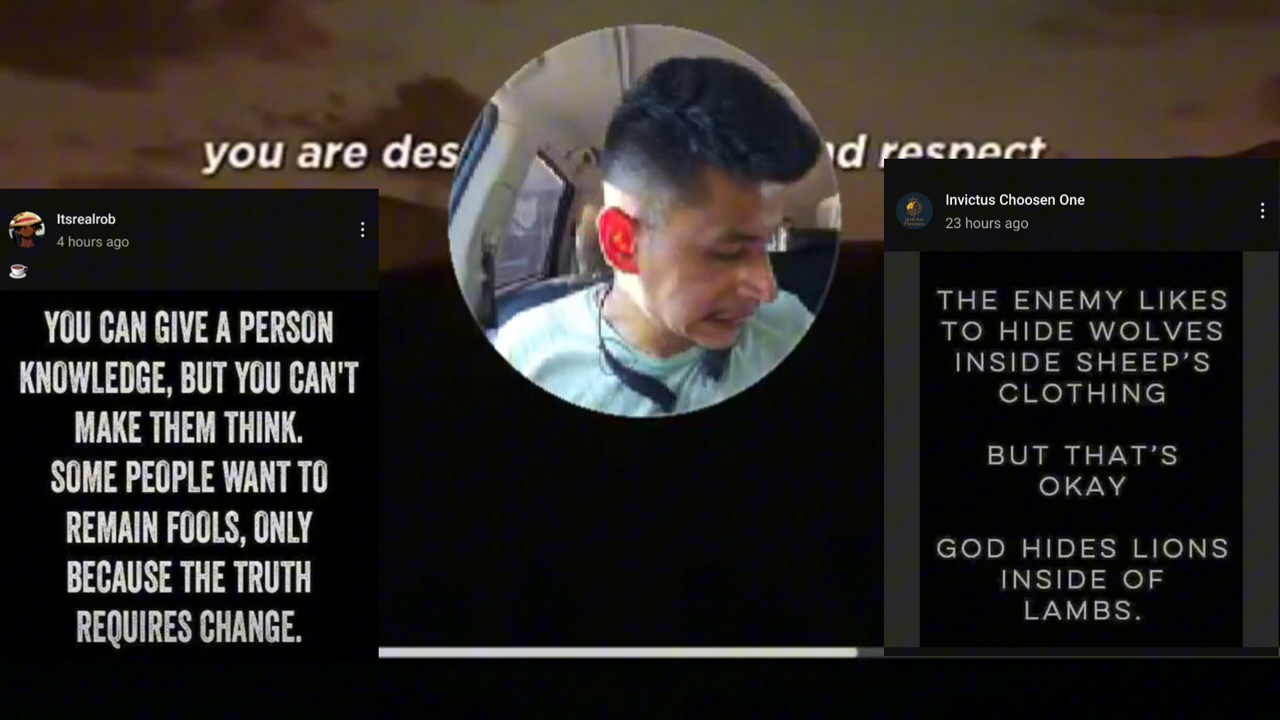 you are des
nd respect
Itsrealrob
4 hours ago
YOU CAN GIVE A PERSON
KNOWLEDGE, BUT YOU CAN'T
MAKE THEM THINK.
SOME PEOPLE WANT TO
REMAIN FOOLS, ONLY
BECAUSE THE TRUTH
REQUIRES CHANGE.
Invictus Choosen One
23 hours ago
THE ENEMY LIKES
TO HIDE WOLVES
INSIDE SHEEP'S
CLOTHING
BUT THAT'S
OKAY
GOD HIDES LIONS
INSIDE OF
LAMBS.